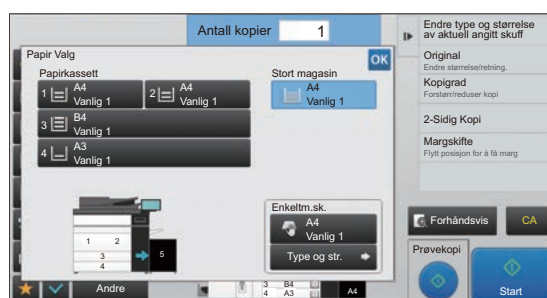 Antall kopier
1
Endre type og størrelse
av aktuell angitt skuff
Papir Valg
OK
Papirkassett
Stort magasin
1
A4
Vanlig 1
2
A4
Vanlig 1
A4
Vanlig 1
3
B4
Vanlig 1
4
A3
Vanlig 1
Original
Endre størrelse/retning.
Kopigrad
Forstørr/reduser kopi
2-Sidig Kopi
Margskifte
Flytt posisjon for å få marg
1 2
3
4
5
Enkeltm.sk.
A4
Vanlig 1
Type og str.
Forhåndsvis
CA
Prøvekopi
Start
Andre
3 B4
4 A3
A4